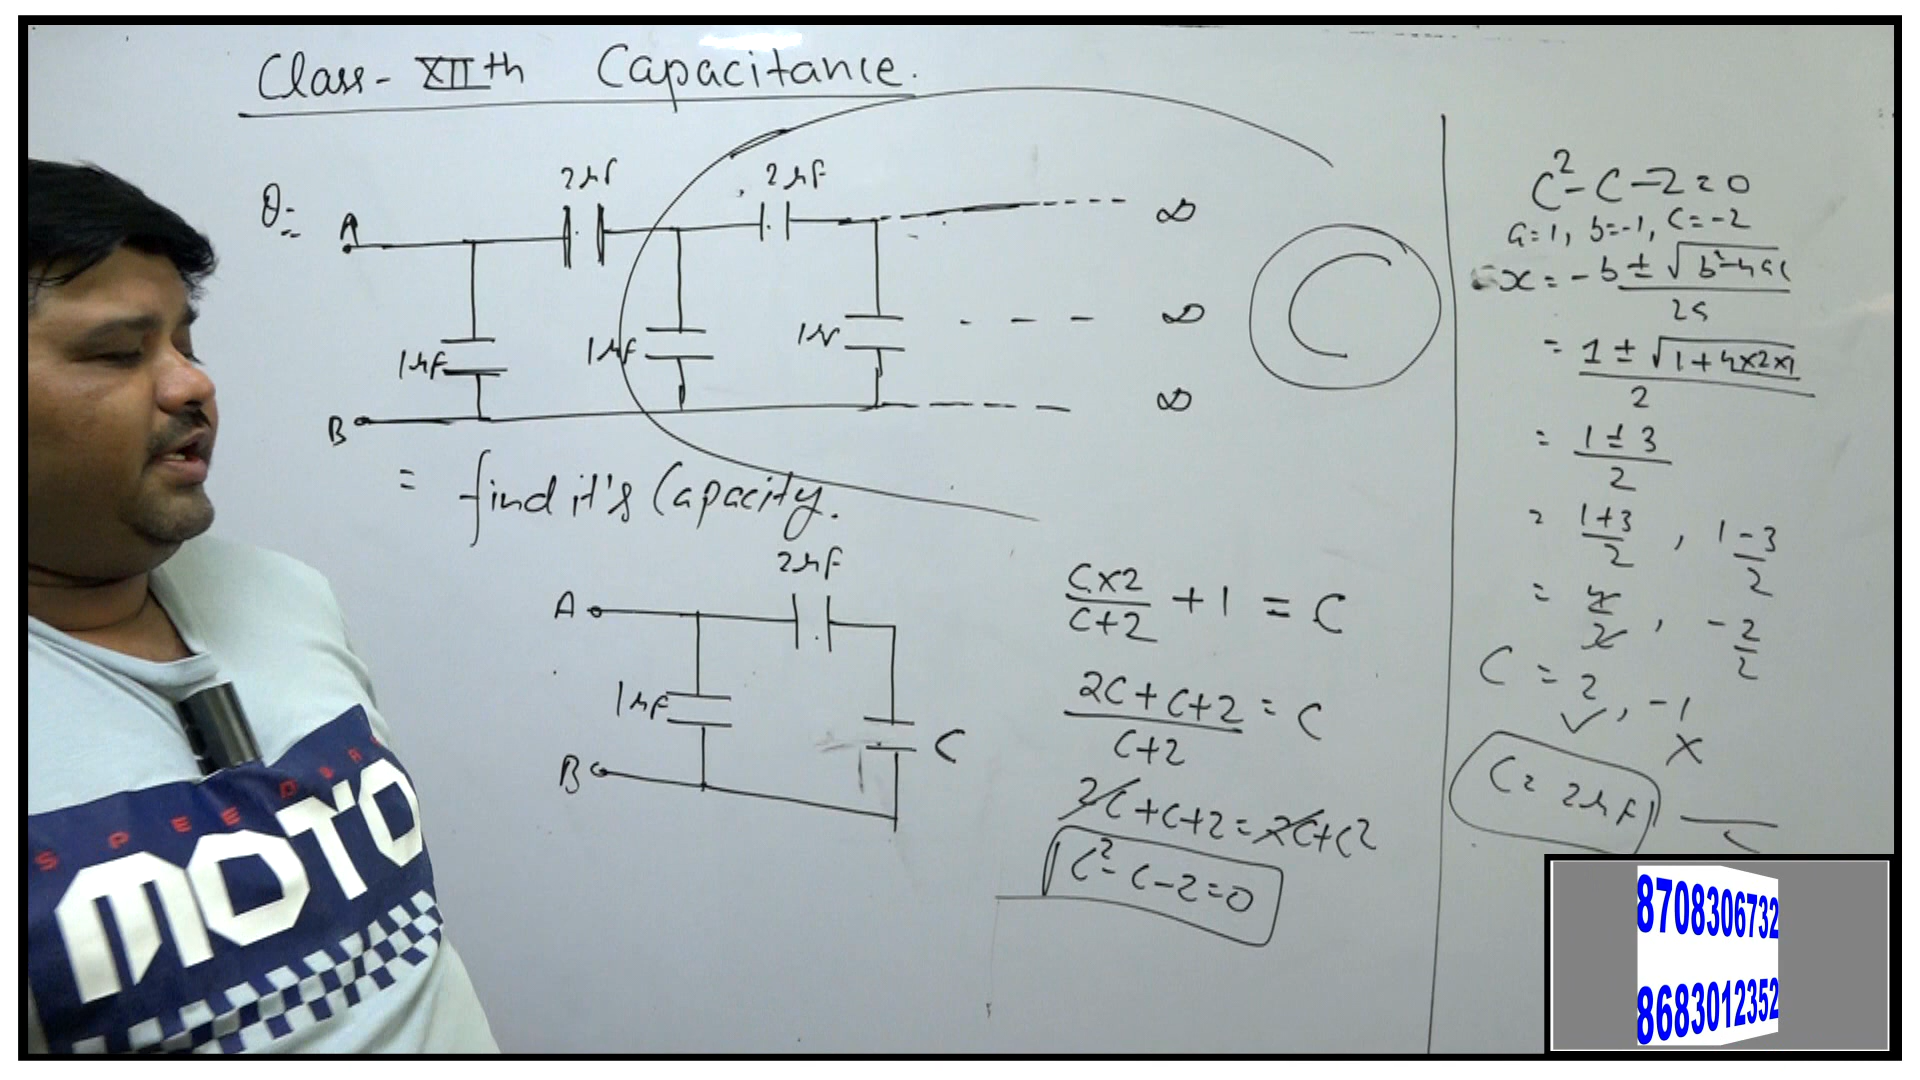 Class- XII th Capacitance.
Q:-
2μF
2μF
A
∞
1μF
1μF
1μ
∞
B
∞
C
= find it's Capacity.
2μF
A
1μF
C
B
C×2/C+2 + 1 = C
2C+C+2/C+2 = C
2C+C+2=2C+C²
C²-C-2=0
C²-C-2=0
a=1, b=-1, c=-2
x = -b ± √b²-4ac/2a
= 1 ± √1+4×2×1/2
= 1±3/2
= 1+3/2 , 1-3/2
= 4/2 , -2/2
C = 2 , -1
✓ ×
C= 2μF
SPEED
MOTO
8708306732
8683012352